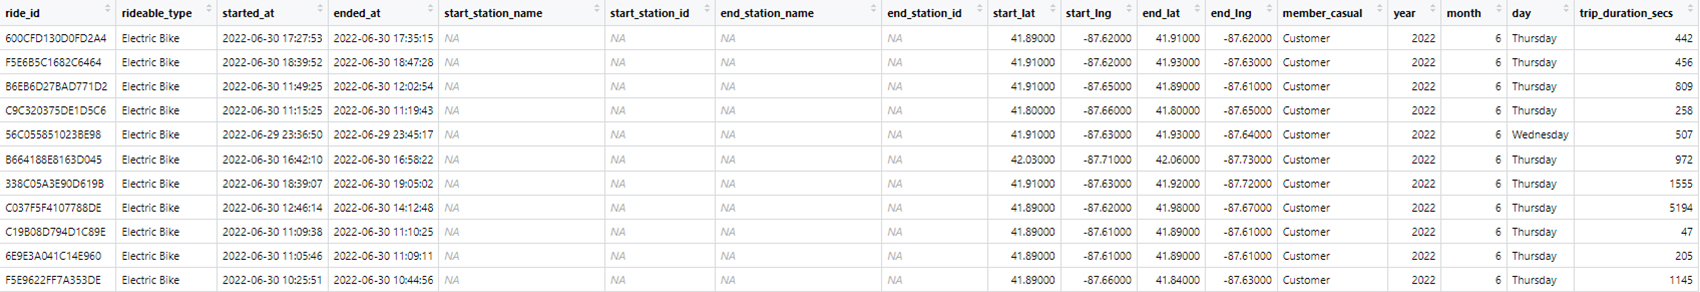 ride_id rideable_type started_at ended_at start_station_name start_station_id end_station_name end_station_id start_lat start_lng end_lat end_lng member_casual year month day trip_duration_secs
600CFD130D0FD2A4 Electric Bike 2022-06-30 17:27:53 2022-06-30 17:35:15 NA NA NA NA 41.89000 -87.62000 41.91000 -87.62000 Customer 2022 6 Thursday 442
F5E6B5C1682C6464 Electric Bike 2022-06-30 18:39:52 2022-06-30 18:47:28 NA NA NA NA 41.91000 -87.62000 41.93000 -87.63000 Customer 2022 6 Thursday 456
B6EB6D27BAD771D2 Electric Bike 2022-06-30 11:49:25 2022-06-30 12:02:54 NA NA NA NA 41.91000 -87.65000 41.89000 -87.61000 Customer 2022 6 Thursday 809
C9C320375DE1D5C6 Electric Bike 2022-06-30 11:15:25 2022-06-30 11:19:43 NA NA NA NA 41.80000 -87.66000 41.80000 -87.65000 Customer 2022 6 Thursday 258
56C055851023BE98 Electric Bike 2022-06-29 23:36:50 2022-06-29 23:45:17 NA NA NA NA 41.91000 -87.63000 41.93000 -87.64000 Customer 2022 6 Wednesday 507
B664188E8163D045 Electric Bike 2022-06-30 16:42:10 2022-06-30 16:58:22 NA NA NA NA 42.03000 -87.71000 42.06000 -87.73000 Customer 2022 6 Thursday 972
338C05A3E90D619B Electric Bike 2022-06-30 18:39:07 2022-06-30 19:05:02 NA NA NA NA 41.91000 -87.63000 41.92000 -87.72000 Customer 2022 6 Thursday 1555
C037F5F4107788DE Electric Bike 2022-06-30 12:46:14 2022-06-30 14:12:48 NA NA NA NA 41.89000 -87.62000 41.98000 -87.67000 Customer 2022 6 Thursday 5194
C19B08D794D1C89E Electric Bike 2022-06-30 11:09:38 2022-06-30 11:10:25 NA NA NA NA 41.89000 -87.61000 41.89000 -87.61000 Customer 2022 6 Thursday 47
6E9E3A041C14E960 Electric Bike 2022-06-30 11:05:46 2022-06-30 11:09:11 NA NA NA NA 41.89000 -87.61000 41.89000 -87.61000 Customer 2022 6 Thursday 205
F5E9622FF7A353DE Electric Bike 2022-06-30 10:25:51 2022-06-30 10:44:56 NA NA NA NA 41.89000 -87.66000 41.84000 -87.63000 Customer 2022 6 Thursday 1145